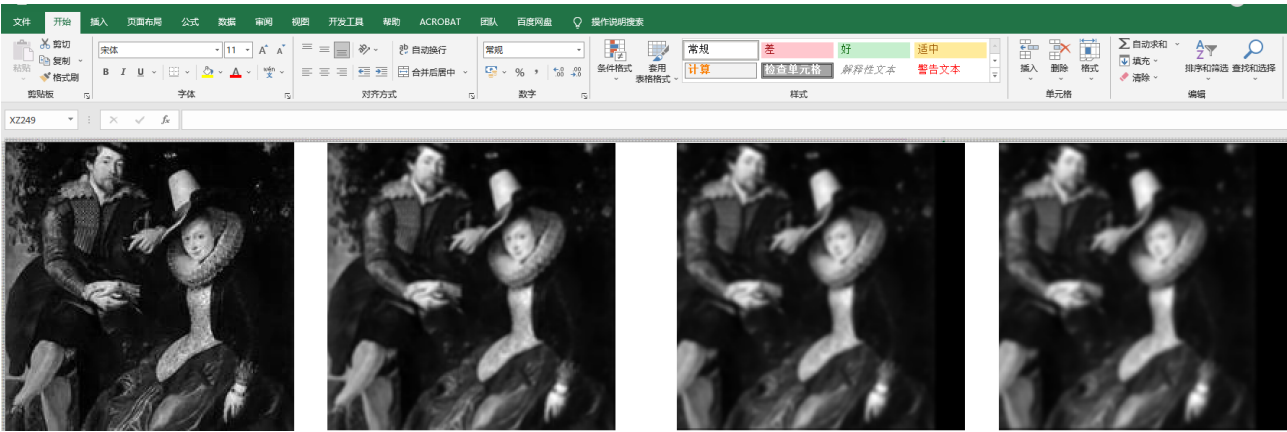 文件 开始 插入 页面布局 公式 数据 审阅 视图 开发工具 帮助 ACROBAT 团队 百度网盘 操作说明搜索
剪切 宋体 11 A A 自动换行 常规 常规 差 好 适中 自动求和
粘贴 复制 条件格式 套用 插入 删除 格式 填充 排序和筛选 查找和选择
格式刷 B I U A wén 合并后居中 % 表格格式 计算 检查单元格 解释性文本 警告文本 清除
剪贴板 字体 对齐方式 数字 样式 单元格 编辑
XZ249 fx